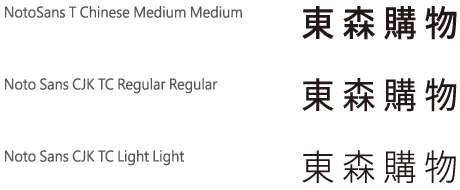 NotoSans T Chinese Medium Medium 東森購物
Noto Sans CJK TC Regular Regular 東森購物
Noto Sans CJK TC Light Light 東森購物